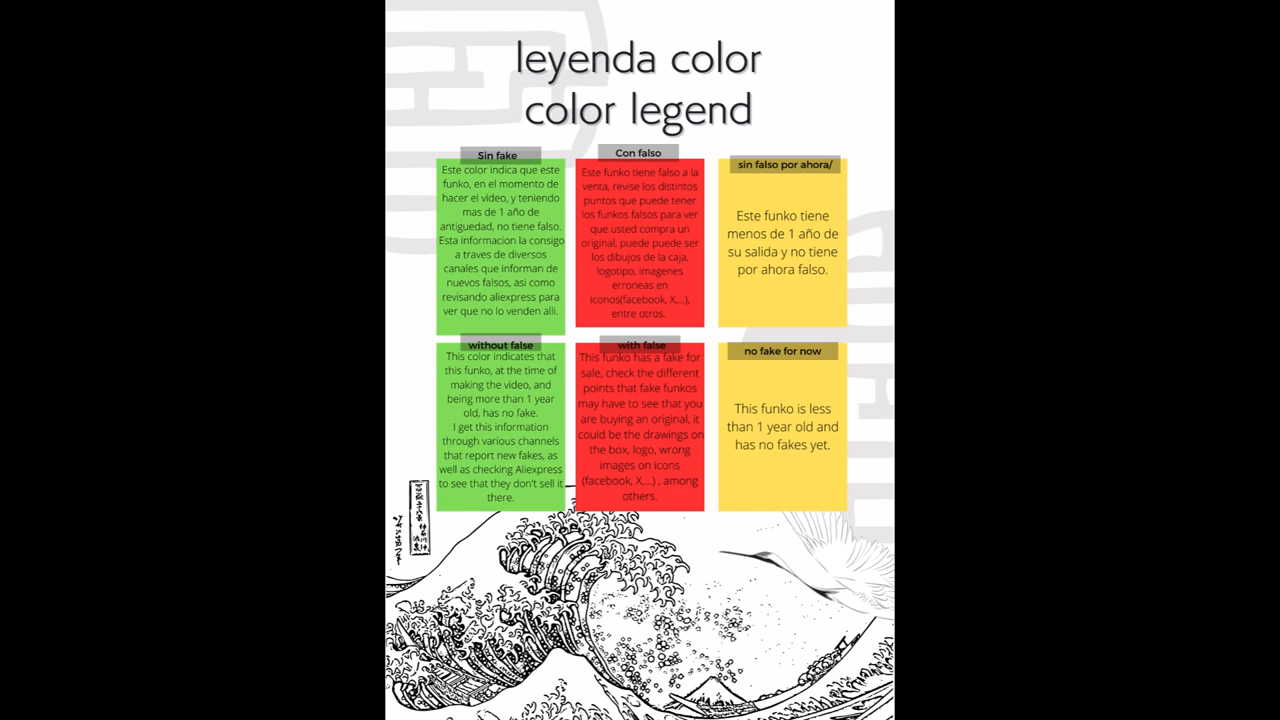 leyenda color
color legend
Sin fake
Este color indica que este
funko, en el momento de
hacer el video, y teniendo
mas de 1 año de
antiguedad, no tiene falso.
Esta informacion la consigo
a traves de diversos
canales que informan de
nuevos falsos, asi como
revisando aliexpress para
ver que no lo venden alli.
Con falso
Este funko tiene falso a la
venta, revise los distintos
puntos que puede tener
los funkos falsos para ver
que usted compra un
original, puede puede ser
los dibujos de la caja,
logotipo, imagenes
erroneas en
iconos(facebook, X,...),
entre otros.
sin falso por ahora/
Este funko tiene
menos de 1 año de
su salida y no tiene
por ahora falso.
without false
This color indicates that
this funko, at the time of
making the video, and
being more than 1 year
old, has no fake.
I get this information
through various channels
that report new fakes, as
well as checking Aliexpress
to see that they don't sell it
there.
with false
This funko has a fake for
sale, check the different
points that fake funkos
may have to see that you
are buying an original, it
could be the drawings on
the box, logo, wrong
images on icons
(facebook, X,...) , among
others.
no fake for now
This funko is less
than 1 year old and
has no fakes yet.